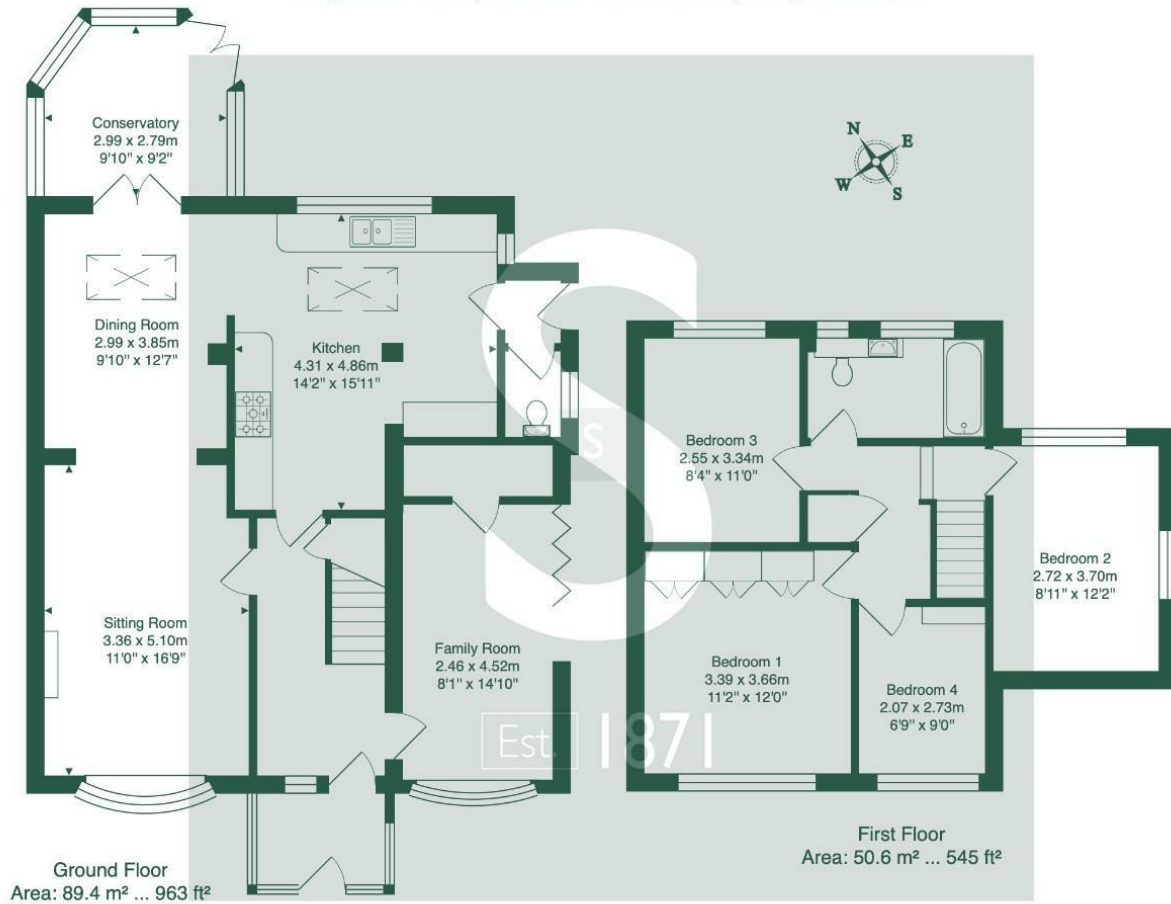 Conservatory
2.99 x 2.79m
9'10" x 9'2"
N
E
W
S
Dining Room
2.99 x 3.85m
9'10" x 12'7"
Kitchen
4.31 x 4.86m
14'2" x 15'11"
S
Bedroom 3
2.55 x 3.34m
8'4" x 11'0"
Bedroom 2
2.72 x 3.70m
8'11" x 12'2"
Sitting Room
3.36 x 5.10m
11'0" x 16'9"
Family Room
2.46 x 4.52m
8'1" x 14'10"
Bedroom 1
3.39 x 3.66m
11'2" x 12'0"
Bedroom 4
2.07 x 2.73m
6'9" x 9'0"
Est. 1871
Ground Floor
Area: 89.4 m² ... 963 ft²
First Floor
Area: 50.6 m² ... 545 ft²